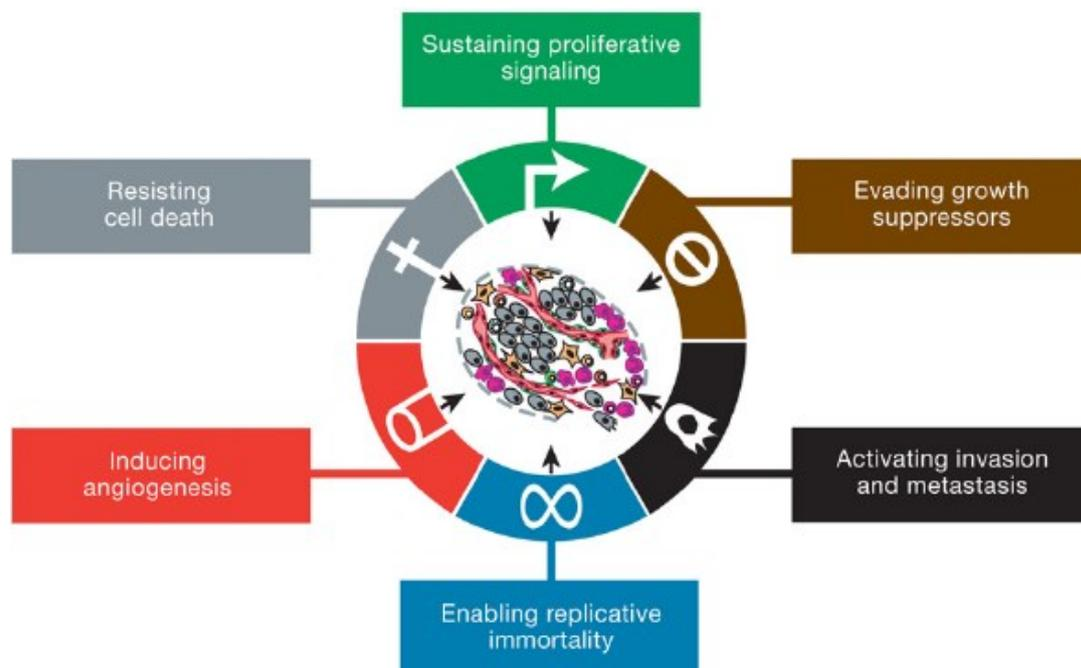 Sustaining proliferative
signaling
Resisting
cell death
Evading growth
suppressors
Inducing
angiogenesis
Activating invasion
and metastasis
Enabling replicative
immortality